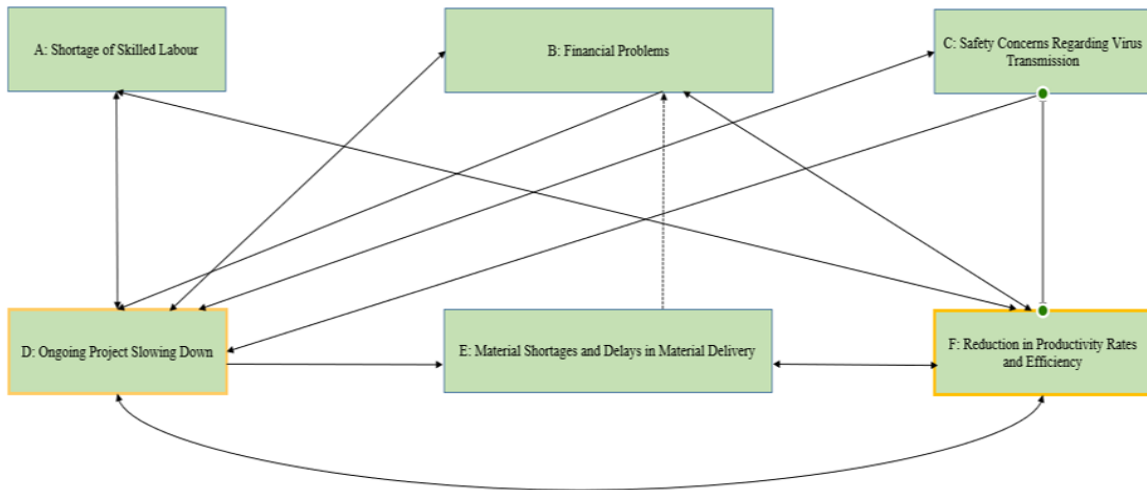 A: Shortage of Skilled Labour
B: Financial Problems
C: Safety Concerns Regarding Virus
Transmission
D: Ongoing Project Slowing Down
E: Material Shortages and Delays in Material Delivery
F: Reduction in Productivity Rates
and Efficiency